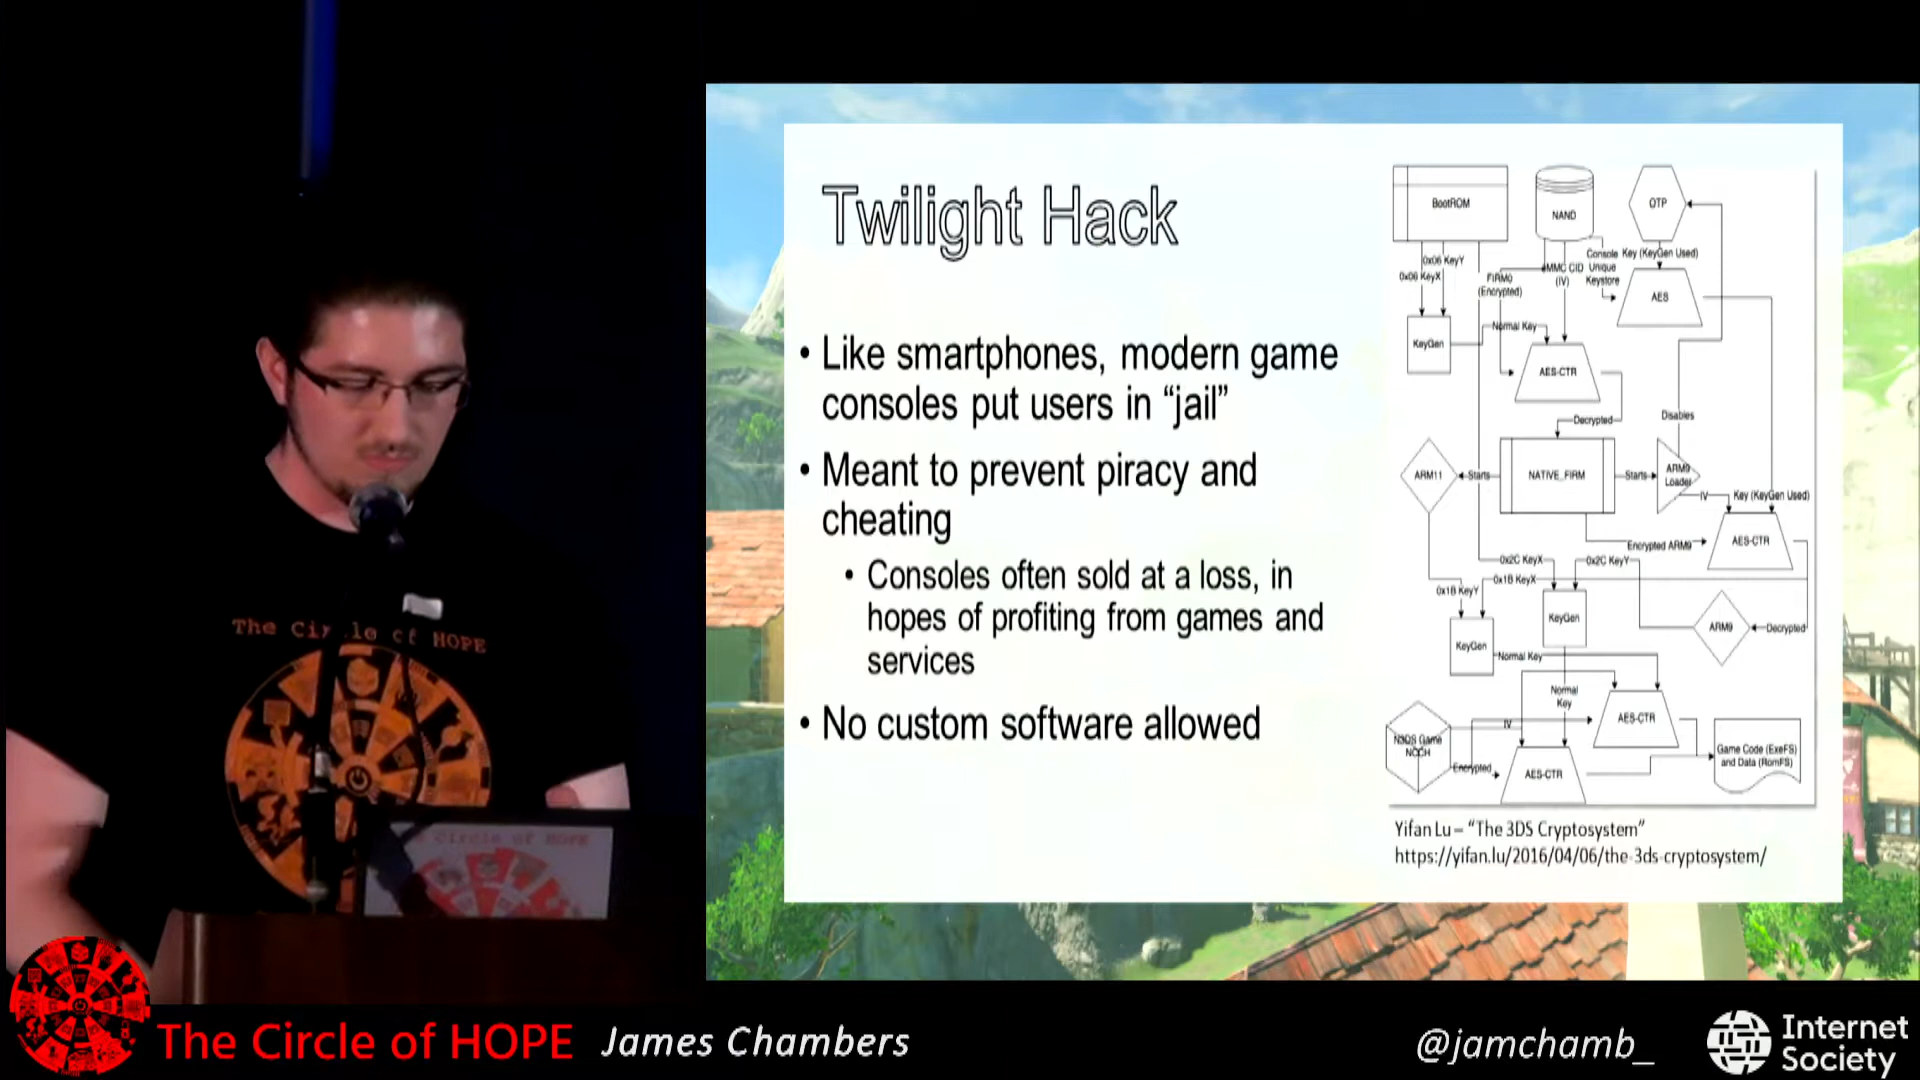 Twilight Hack
• Like smartphones, modern game
consoles put users in “jail”
• Meant to prevent piracy and
cheating
• Consoles often sold at a loss, in
hopes of profiting from games and
services
• No custom software allowed
BootROM
NAND
OTP
0x06 KeyY
0x06 KeyX
FIRM0
(Encrypted)
MMC CID
(IV)
Console
Unique
Keystore
Key (KeyGen Used)
AES
KeyGen
Normal Key
AES-CTR
Decrypted
Disables
ARM11
Starts
NATIVE_FIRM
Starts
ARM9
Loader
IV
Key (KeyGen Used)
Encrypted ARM9
AES-CTR
0x2C KeyX
0x2C KeyY
0x1B KeyX
0x1B KeyY
KeyGen
KeyGen
ARM9
Decrypted
Normal Key
Normal
Key
AES-CTR
IV
N3DS Game
NCCH
Encrypted
AES-CTR
Game Code (ExeFS)
and Data (RomFS)
Yifan Lu – “The 3DS Cryptosystem”
https://yifan.lu/2016/04/06/the-3ds-cryptosystem/
The Circle of HOPE
Circle of HOPE
The Circle of HOPE
James Chambers
@jamchamb_
Internet
Society